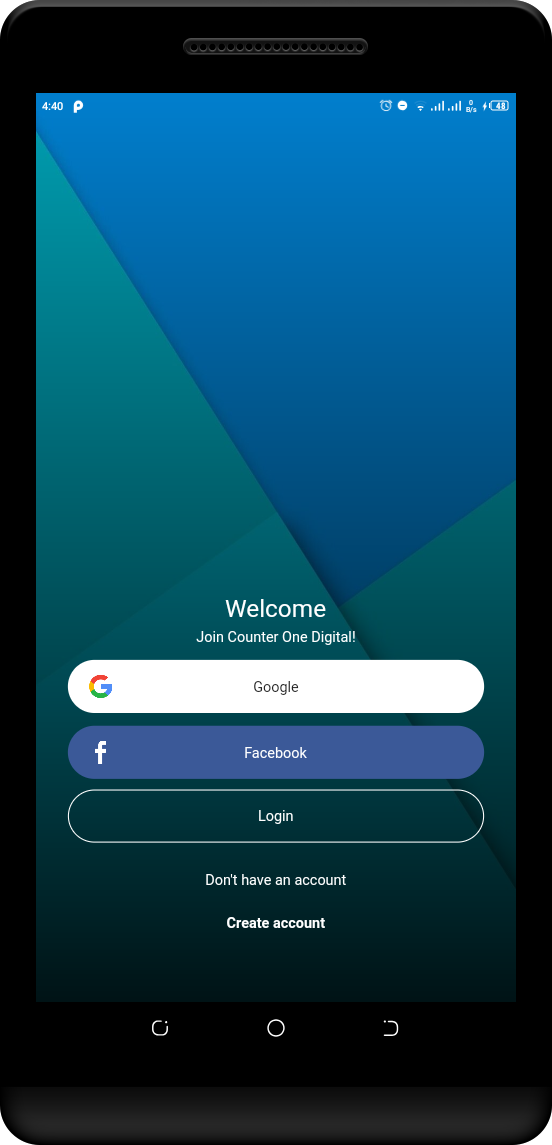 4:40
0
B/s
48
Welcome
Join Counter One Digital!
Google
Facebook
Login
Don't have an account
Create account